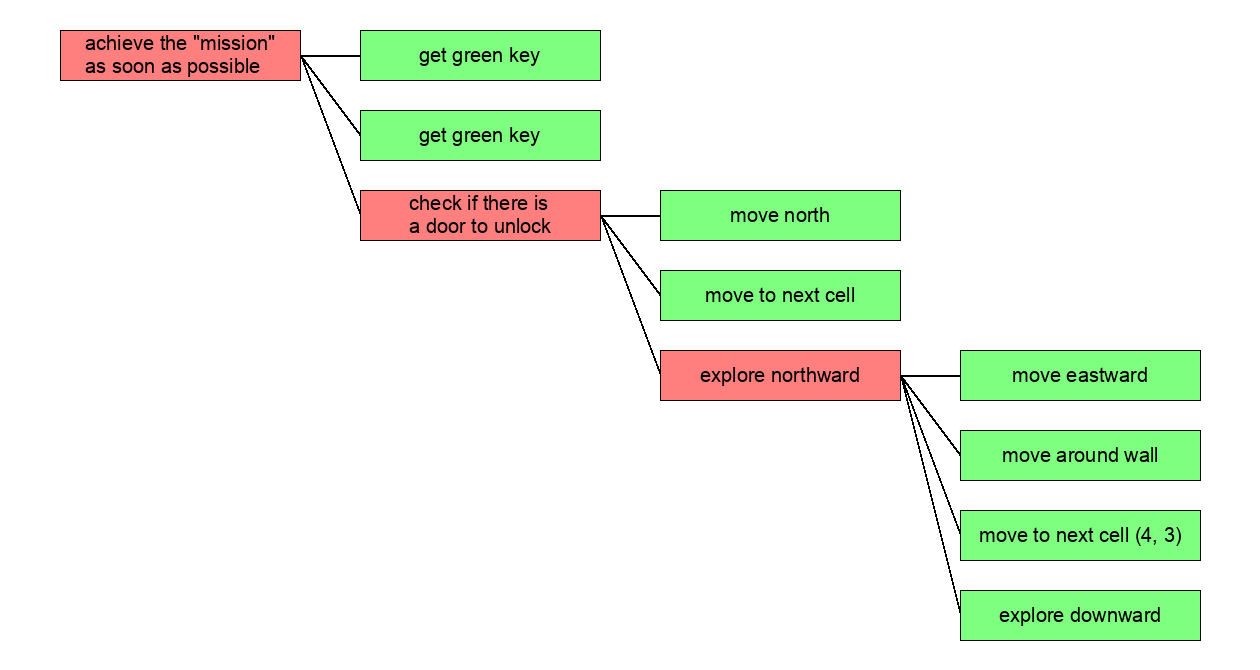 achieve the "mission"
as soon as possible
get green key
get green key
check if there is
a door to unlock
move north
move to next cell
explore northward
move eastward
move around wall
move to next cell (4, 3)
explore downward